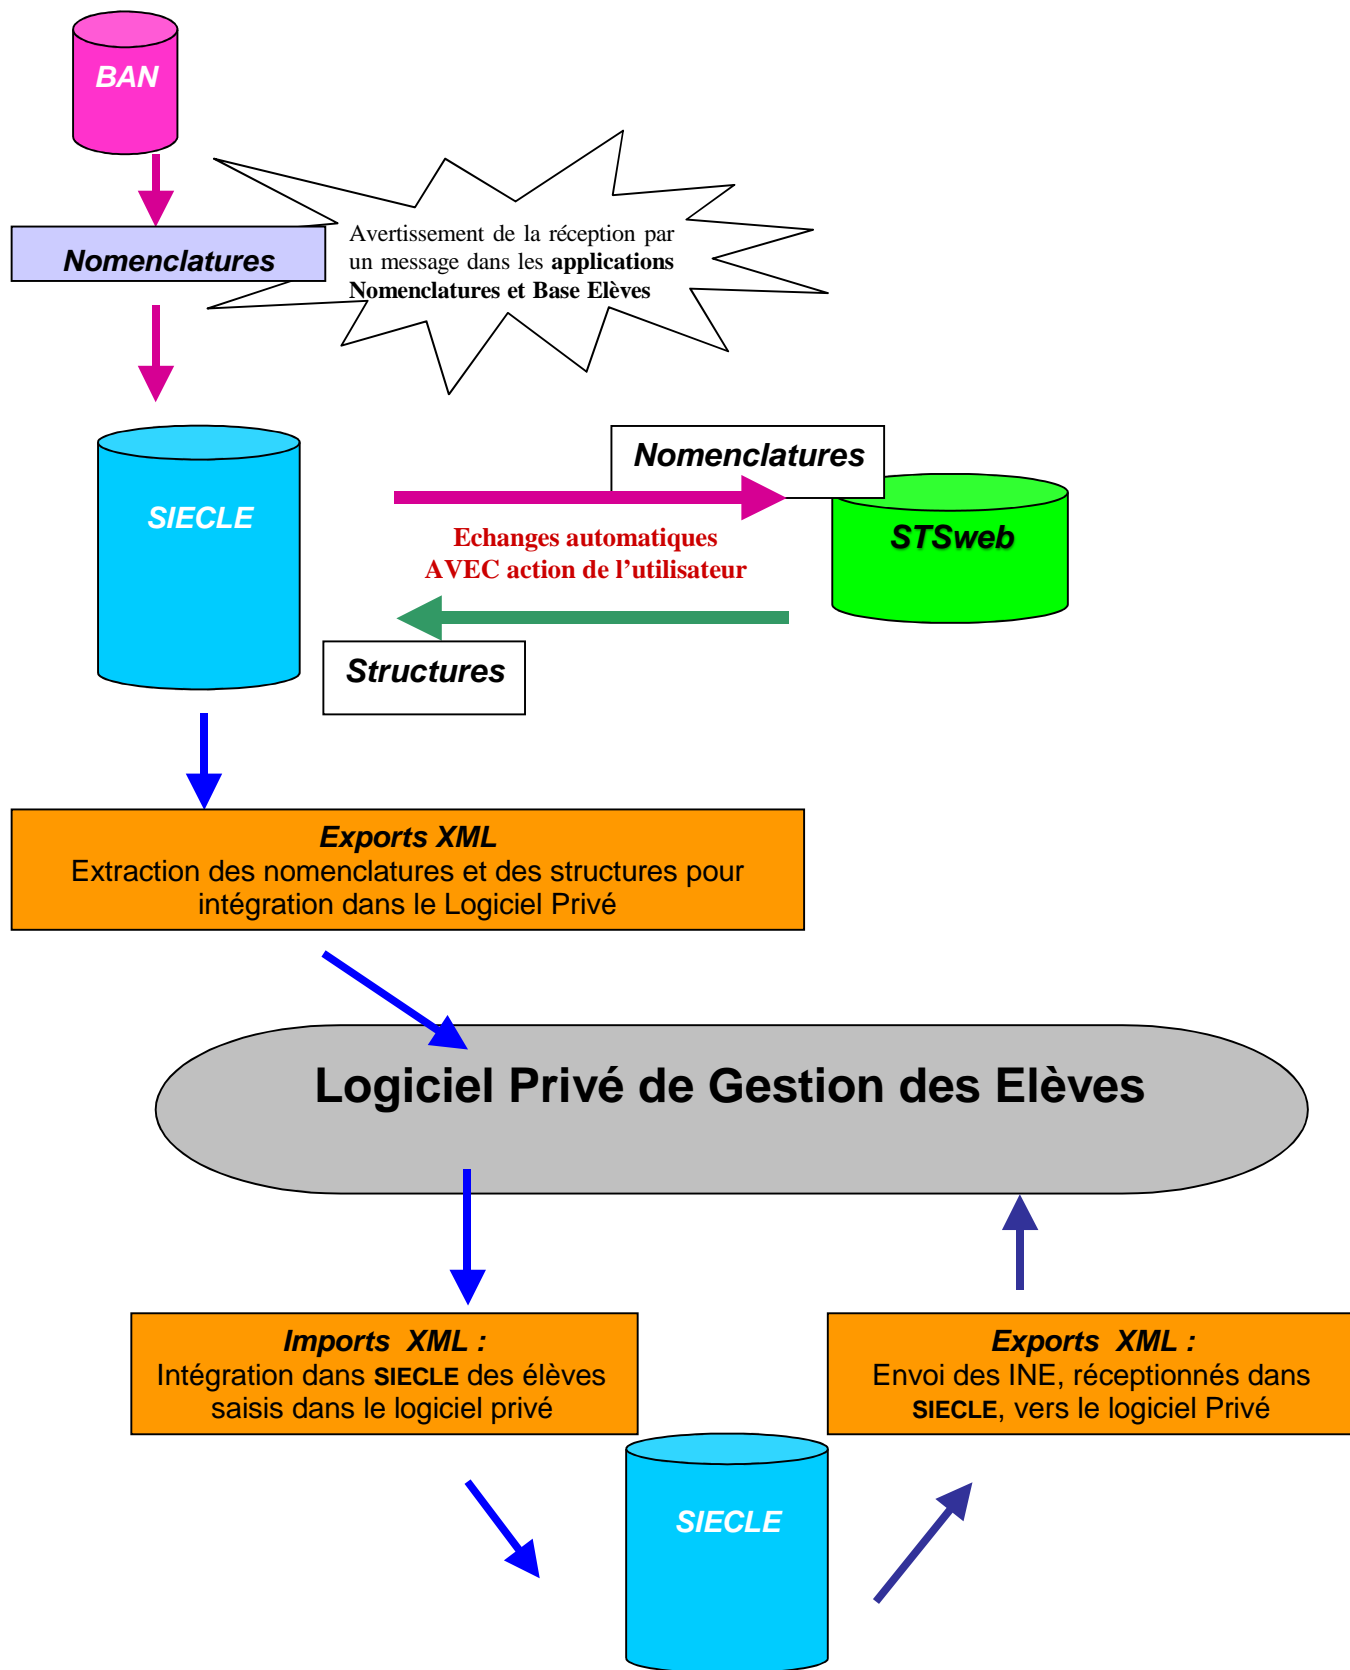 BAN
Nomenclatures
Avertissement de la réception par
un message dans les applications
Nomenclatures et Base Elèves
SIECLE
Nomenclatures
STSweb
Echanges automatiques
AVEC action de l'utilisateur
Structures
Exports XML
Extraction des nomenclatures et des structures pour
intégration dans le Logiciel Privé
Logiciel Privé de Gestion des Elèves
Imports XML :
Intégration dans SIECLE des élèves
saisis dans le logiciel privé
Exports XML :
Envoi des INE, réceptionnés dans
SIECLE, vers le logiciel Privé
SIECLE